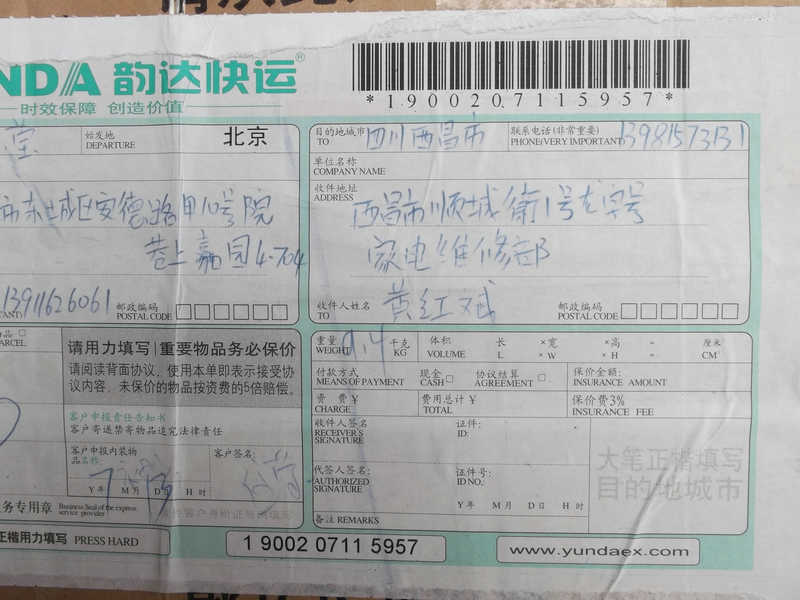 NDA 韵达快运®
时效保障 创造价值
*190020711 5957*
莹
始发地
DEPARTURE
北京
市东城区安德路甲10号院
巷上嘉园4-704
13911626061
邮政编码
POSTAL CODE
目的地城市
TO
四川西昌市
联系电话(非常重要)
PHONE(VERY IMPORTANT)
13981573131
单位名称
COMPANY NAME
收件地址
ADDRESS
西昌市顺城街1号
家电维修部
收件人姓名
TO
黄红斌
邮政编码
POSTAL CODE
物品
PARCEL
请用力填写|重要物品务必保价
请阅读背面协议，使用本单即表示接受协
议内容，未保价的物品按资费的5倍赔偿。
客户申报责任告知书
客户寄递禁寄物品追究法律责任
客户申报内装物
品名称:
客户签名:
Y年 M月 D日 H时
务专用章
Business Seal of the express
service provider
正楷用力填写 PRESS HARD
重量
WEIGHT
9.4
千克
KG
体积
VOLUME
长 ×宽 ×高 =
L × W × H =
厘米
CM³
付款方式
MEANS OF PAYMENT
现金
CASH
协议结算
AGREEMENT
保价金额:
INSURANCE AMOUNT
资费 ¥
CHARGE
费用总计 ¥
TOTAL
保价费3%
INSURANCE FEE
收件人签名
RECEIVER'S
SIGNATURE
证件:
ID:
代签人签名:
AUTHORIZED
SIGNATURE
证件号:
ID NO.:
Y年 M月 D日 H时
大笔正楷填写
目的地城市
备注 REMARKS
1 9002 0711 5957
www.yundaex.com